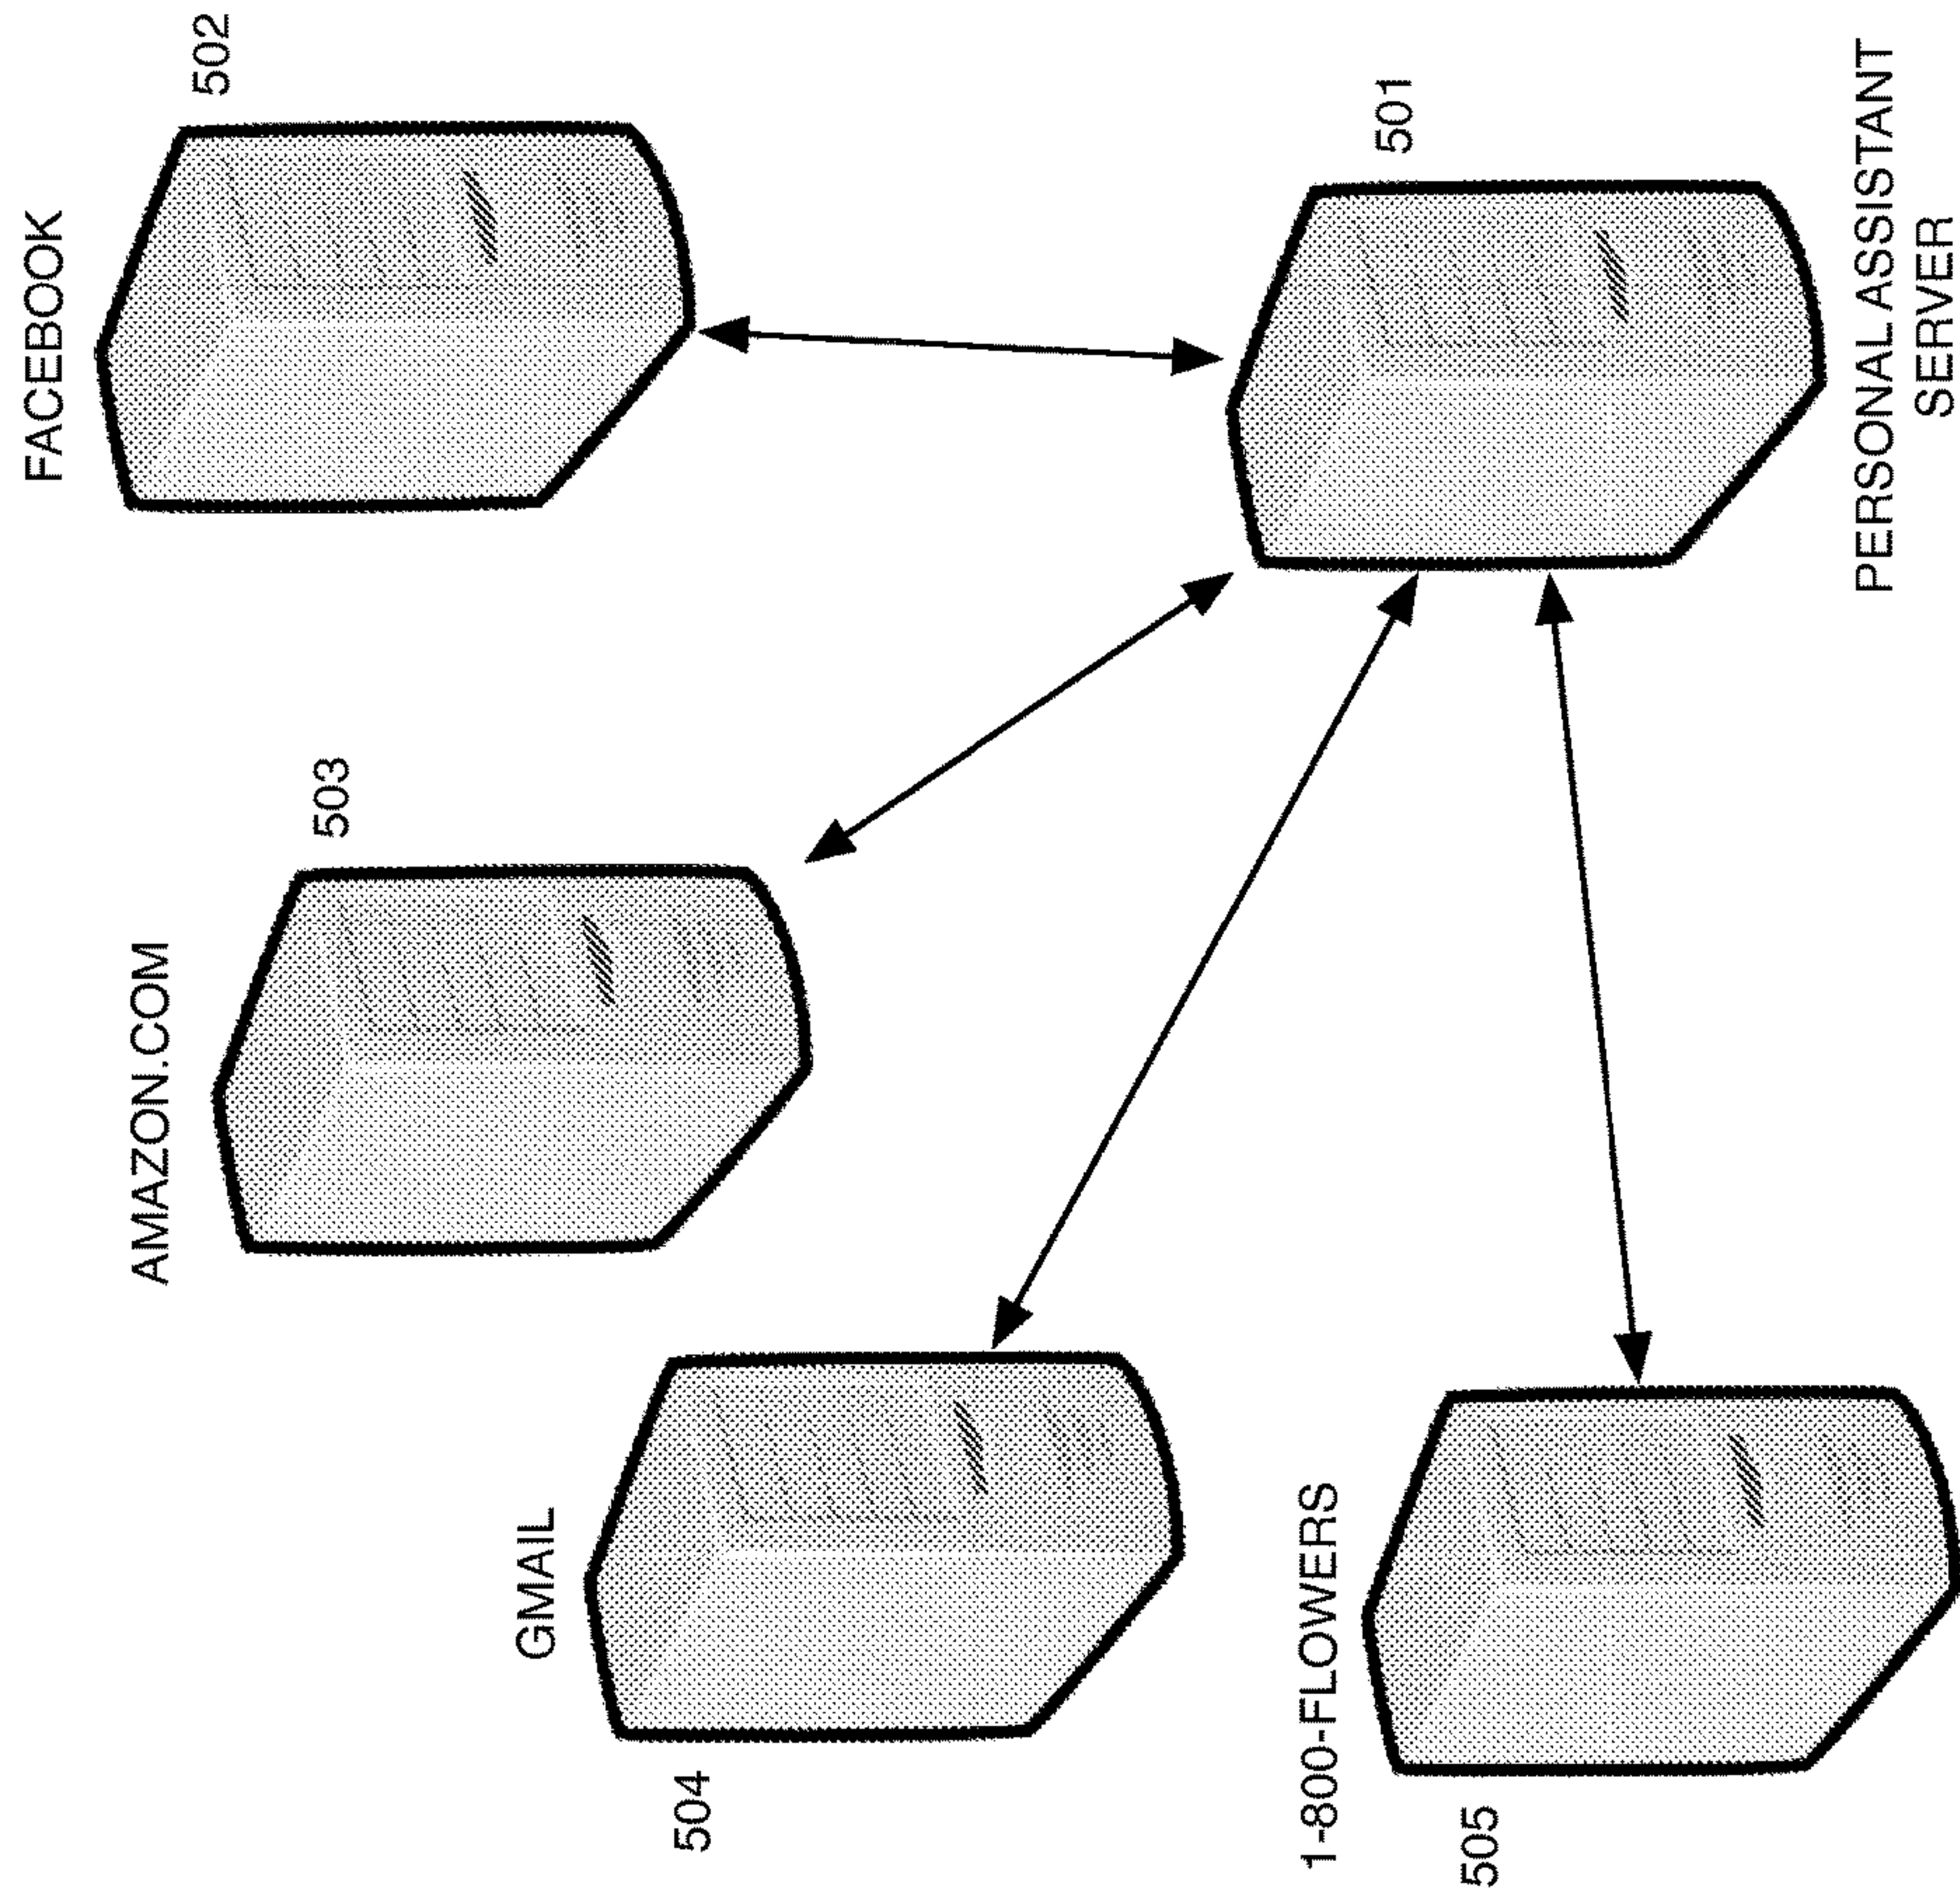 FACEBOOK
502
AMAZON.COM
503
GMAIL
504
1-800-FLOWERS
505
501
PERSONAL ASSISTANT
SERVER